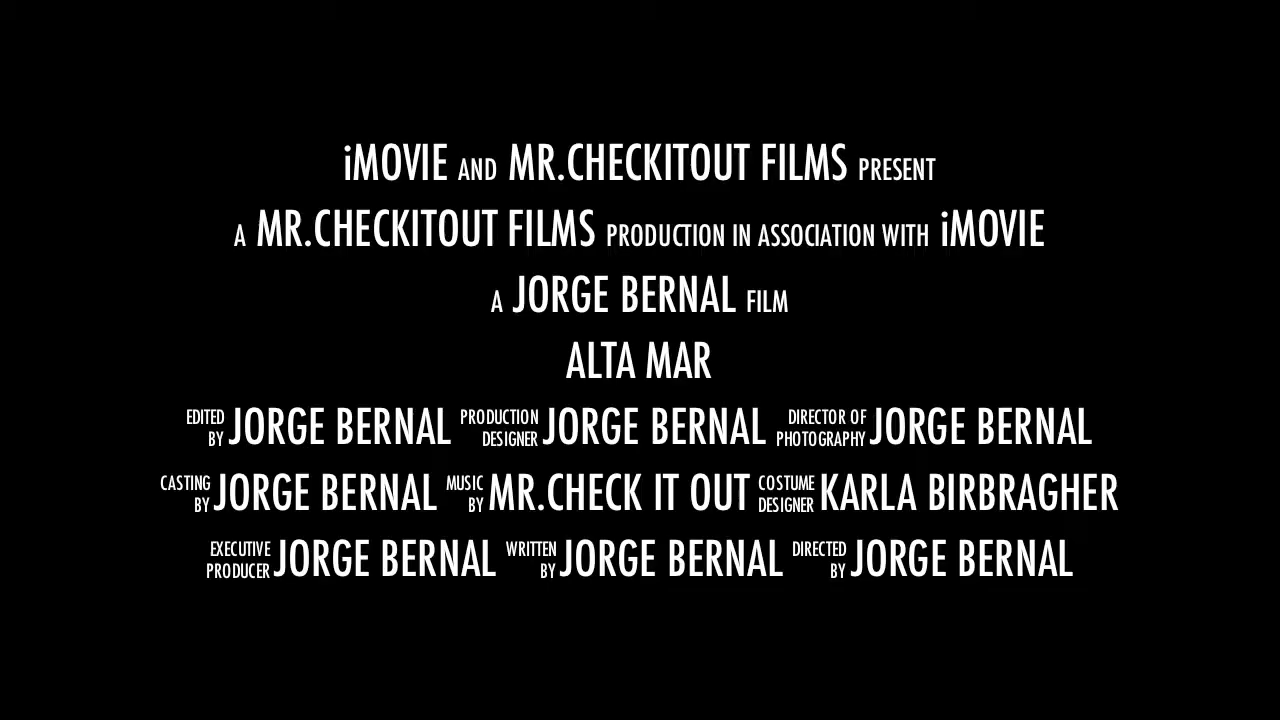 iMOVIE AND MR.CHECKITOUT FILMS PRESENT
A MR.CHECKITOUT FILMS PRODUCTION IN ASSOCIATION WITH iMOVIE
A JORGE BERNAL FILM
ALTA MAR
EDITED BY JORGE BERNAL PRODUCTION DESIGNER JORGE BERNAL DIRECTOR OF PHOTOGRAPHY JORGE BERNAL
CASTING BY JORGE BERNAL MUSIC BY MR.CHECK IT OUT COSTUME DESIGNER KARLA BIRBRAGHER
EXECUTIVE PRODUCER JORGE BERNAL WRITTEN BY JORGE BERNAL DIRECTED BY JORGE BERNAL